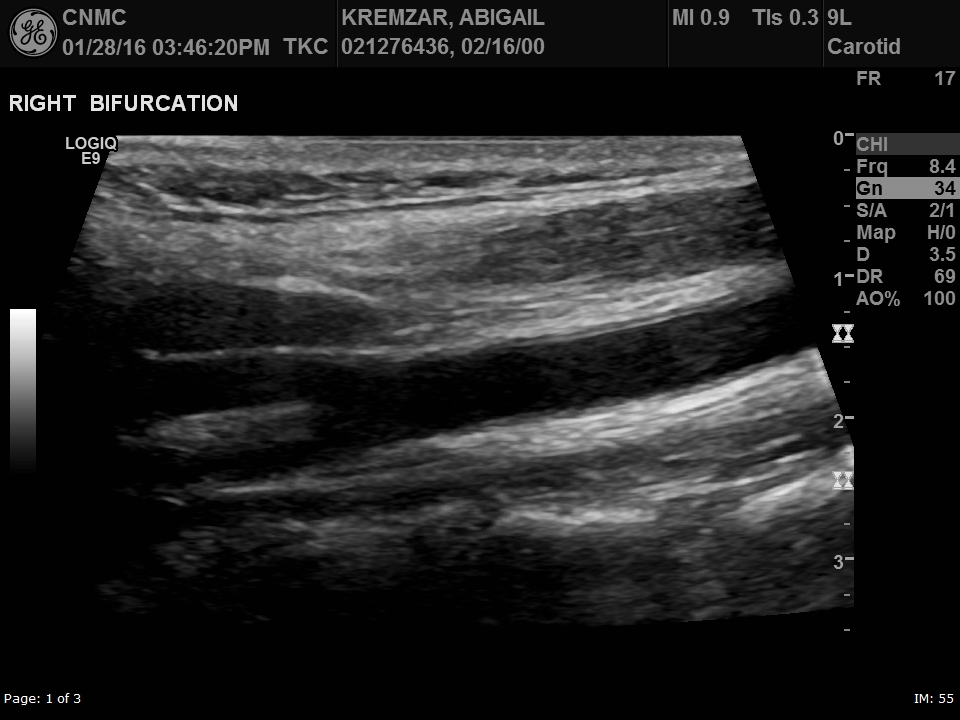 CNMC
01/28/16 03:46:20PM TKC
KREMZAR, ABIGAIL
021276436, 02/16/00
MI 0.9 TIs 0.3
9L
Carotid
FR 17
RIGHT BIFURCATION
LOGIQ
E9
CHI
Frq 8.4
Gn 34
S/A 2/1
Map H/0
D 3.5
DR 69
AO% 100
0
1
2
3
Page: 1 of 3
IM: 55